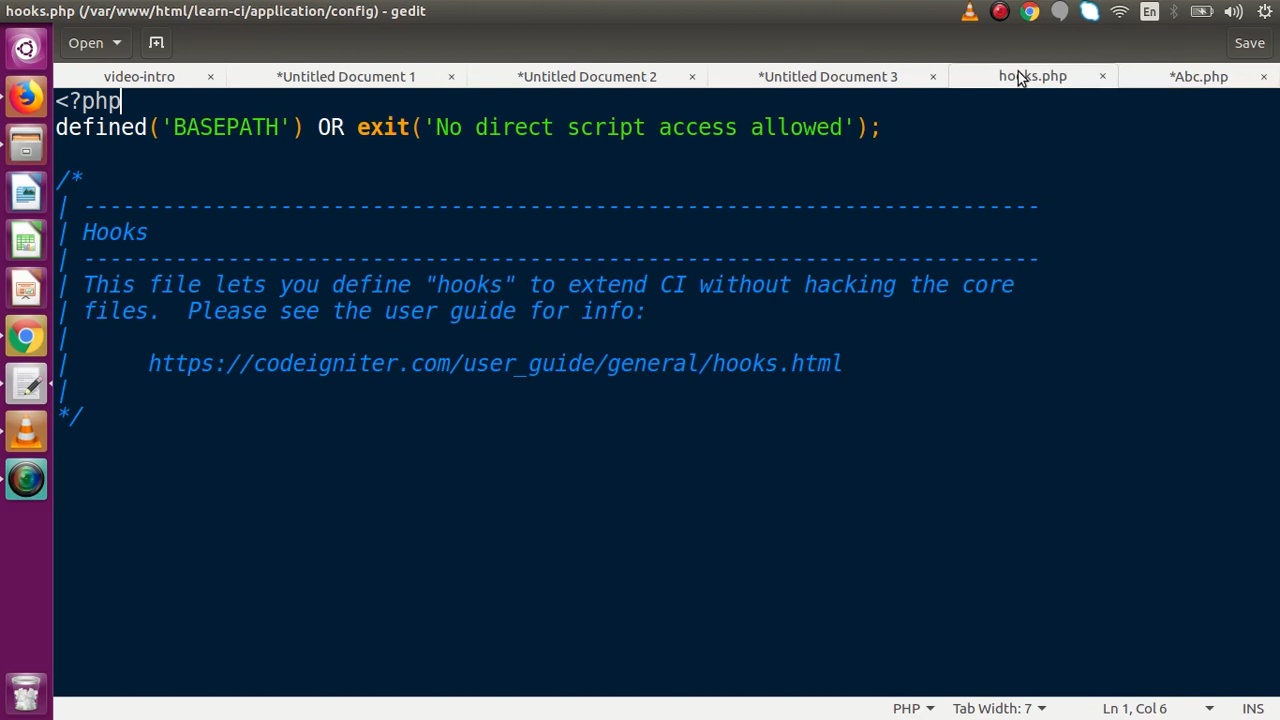 hooks.php (/var/www/html/learn-ci/application/config) - gedit
En
Open
Save
video-intro × *Untitled Document 1 × *Untitled Document 2 × *Untitled Document 3 × hooks.php × *Abc.php ×
<?php
defined('BASEPATH') OR exit('No direct script access allowed');
/*
| -------------------------------------------------------------------------
| Hooks
| -------------------------------------------------------------------------
| This file lets you define "hooks" to extend CI without hacking the core
| files.  Please see the user guide for info:
|
|	https://codeigniter.com/user_guide/general/hooks.html
|
*/
PHP Tab Width: 7 Ln 1, Col 6 INS